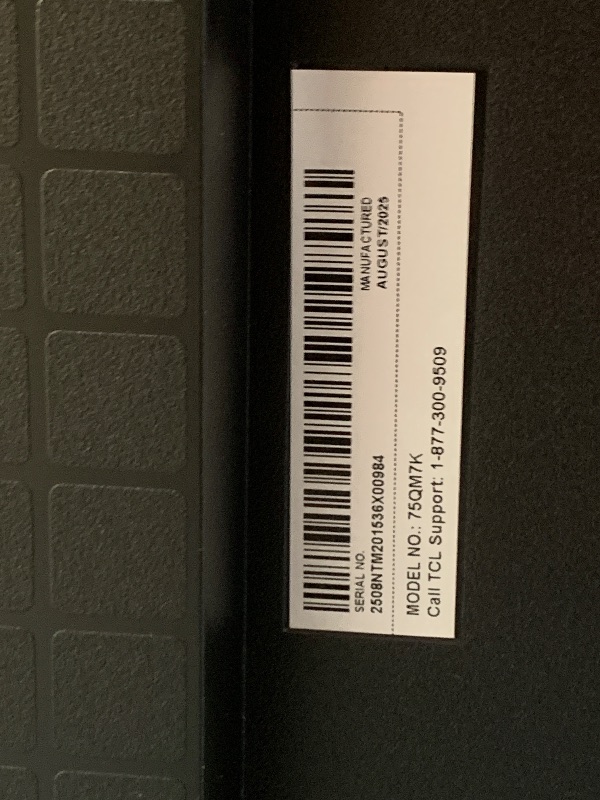 SERIAL NO.
2508NTM201536X00984
MANUFACTURED
AUGUST/2025
MODEL NO.: 75QM7K
Call TCL Support: 1-877-300-9509